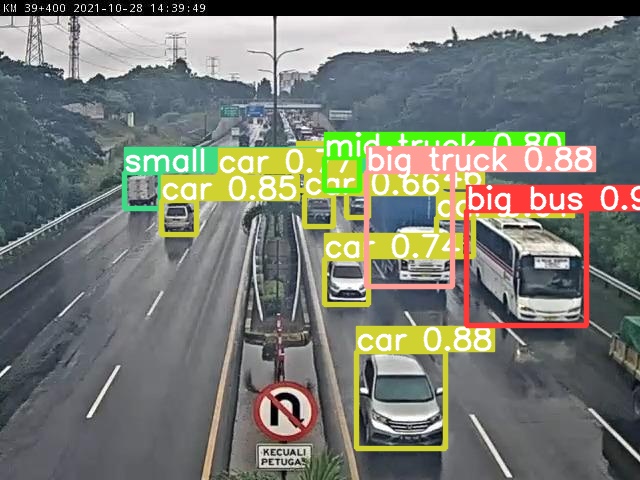 KM 39+400 2021-10-28 14:39:49
mid truck 0.80
small
car 0.77
big truck 0.88
car 0.85
car 0.66
big bus 0.9
car 0.74
car 0.88
KECUALI
PETUGAS